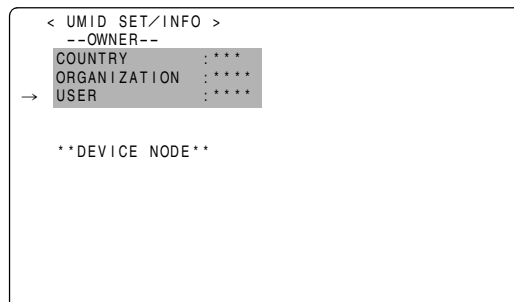 < UMID SET/INFO >
--OWNER--
COUNTRY :***
ORGANIZATION :****
→ USER :****
**DEVICE NODE**